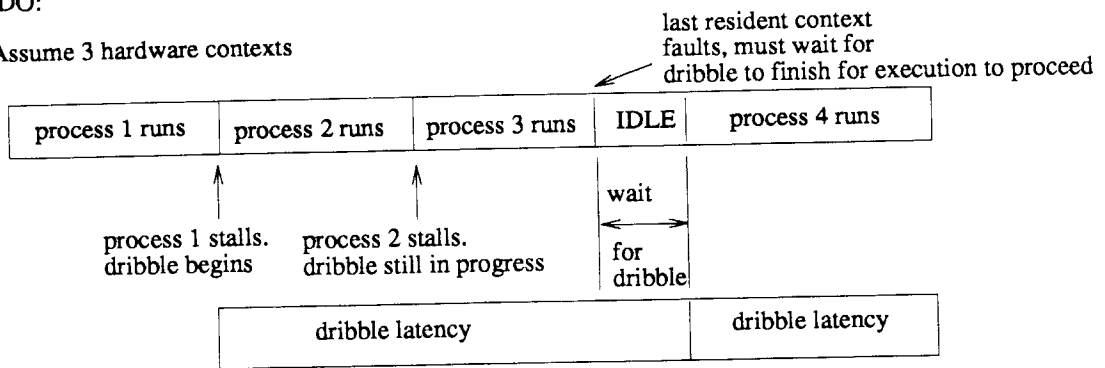 DO:
Assume 3 hardware contexts
last resident context
faults, must wait for
dribble to finish for execution to proceed
process 1 runs
process 2 runs
process 3 runs
IDLE
process 4 runs
process 1 stalls.
dribble begins
process 2 stalls.
dribble still in progress
wait
for
dribble
dribble latency
dribble latency